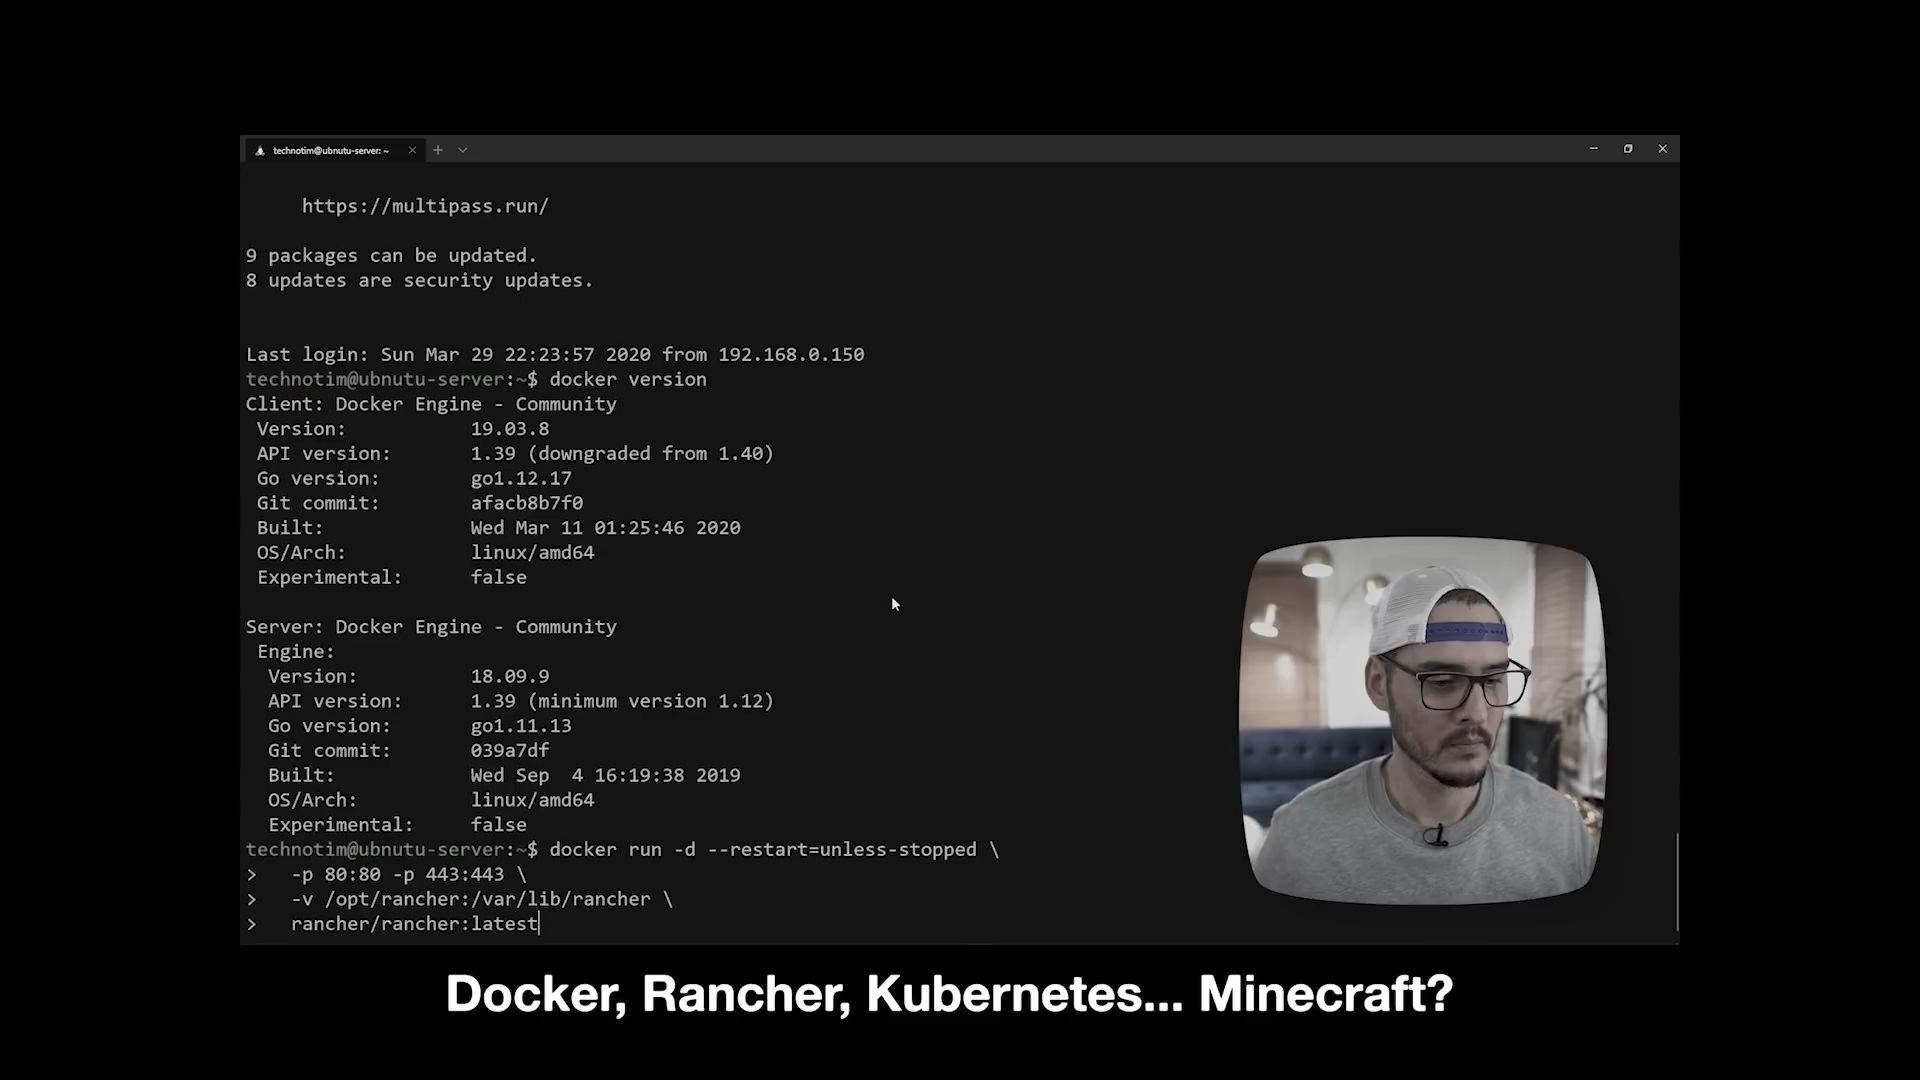 technotim@ubnutu-server: ~
https://multipass.run/
9 packages can be updated.
8 updates are security updates.
Last login: Sun Mar 29 22:23:57 2020 from 192.168.0.150
technotim@ubnutu-server:~$ docker version
Client: Docker Engine - Community
Version: 19.03.8
API version: 1.39 (downgraded from 1.40)
Go version: go1.12.17
Git commit: afacb8b7f0
Built: Wed Mar 11 01:25:46 2020
OS/Arch: linux/amd64
Experimental: false
Server: Docker Engine - Community
Engine:
Version: 18.09.9
API version: 1.39 (minimum version 1.12)
Go version: go1.11.13
Git commit: 039a7df
Built: Wed Sep  4 16:19:38 2019
OS/Arch: linux/amd64
Experimental: false
technotim@ubnutu-server:~$ docker run -d --restart=unless-stopped \
>   -p 80:80 -p 443:443 \
>   -v /opt/rancher:/var/lib/rancher \
>   rancher/rancher:latest
Docker, Rancher, Kubernetes... Minecraft?